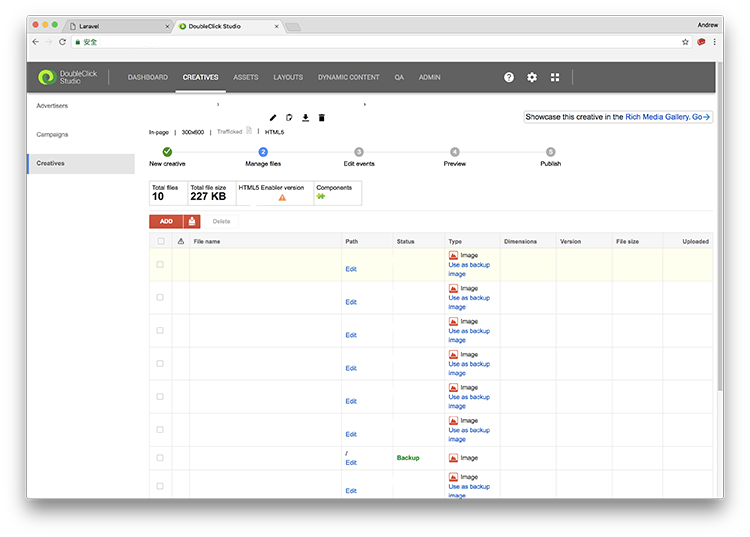 Laravel
DoubleClick Studio
Andrew
安全
DoubleClick
Studio
DASHBOARD CREATIVES ASSETS LAYOUTS DYNAMIC CONTENT QA ADMIN
Advertisers
Campaigns
Creatives
Showcase this creative in the Rich Media Gallery. Go
In-page | 300x600 | Trafficked | HTML5
2 3 4 5
New creative Manage files Edit events Preview Publish
Total files Total file size HTML5 Enabler version Components
10 227 KB
ADD Delete
File name Path Status Type Dimensions Version File size Uploaded
Image
Edit Use as backup
image
Image
Edit Use as backup
image
Image
Edit Use as backup
image
Image
Edit Use as backup
image
Image
Edit Use as backup
image
Image
Edit Use as backup
image
/
Edit Backup Image
Image
Edit Use as backup
image